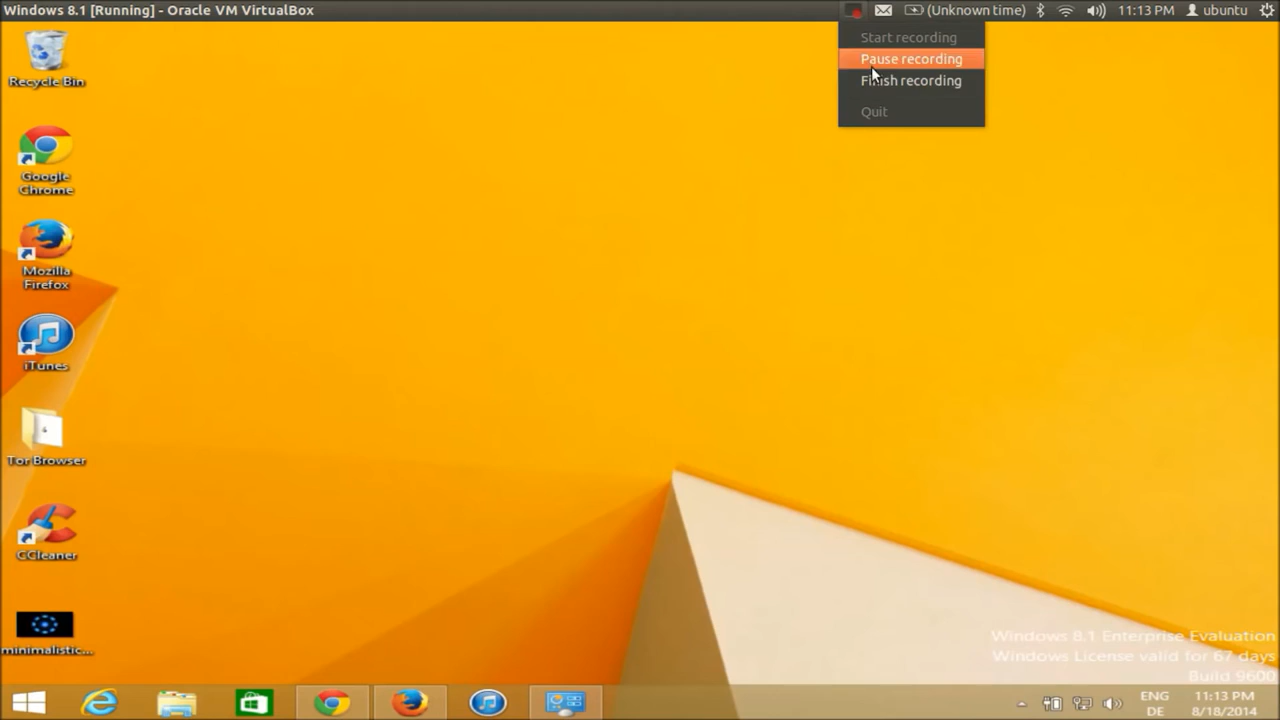 Windows 8.1 [Running] - Oracle VM VirtualBox
(Unknown time)
11:13 PM
ubuntu
Start recording
Pause recording
Finish recording
Quit
Recycle Bin
Google
Chrome
Mozilla
Firefox
iTunes
Tor Browser
CCleaner
minimalistic...
Windows 8.1 Enterprise Evaluation
Windows License valid for 67 days
Build 9600
ENG
DE
11:13 PM
8/18/2014